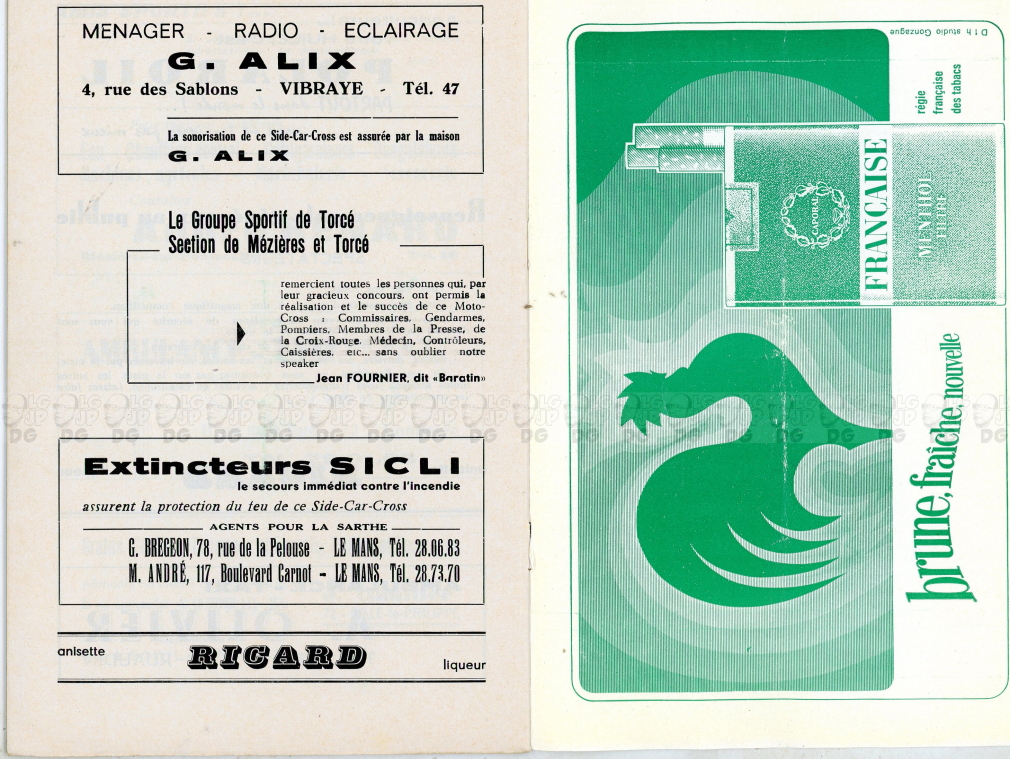 MENAGER - RADIO - ECLAIRAGE
G. ALIX
4, rue des Sablons - VIBRAYE - Tél. 47
La sonorisation de ce Side-Car-Cross est assurée par la maison
G. ALIX
Le Groupe Sportif de Torcé
Section de Mézières et Torcé
remercient toutes les personnes qui, par
leur gracieux concours, ont permis la
réalisation et le succès de ce Moto-
Cross : Commissaires, Gendarmes,
Pompiers, Membres de la Presse, de
la Croix-Rouge, Médecin, Contrôleurs,
Caissières, etc... sans oublier notre
speaker
Jean FOURNIER, dit «Baratin»
Extincteurs SICLI
le secours immédiat contre l'incendie
assurent la protection du feu de ce Side-Car-Cross
AGENTS POUR LA SARTHE
G. BREGEON, 78, rue de la Pelouse - LE MANS, Tél. 28.06.83
M. ANDRÉ, 117, Boulevard Carnot - LE MANS, Tél. 28.73.70
anisette
RICARD
liqueur
D 1 h studio Gonzague
régie
française
des tabacs
CAPORAL
FRANÇAISE
MENTHOL
FILTRE
brune, fraîche, nouvelle